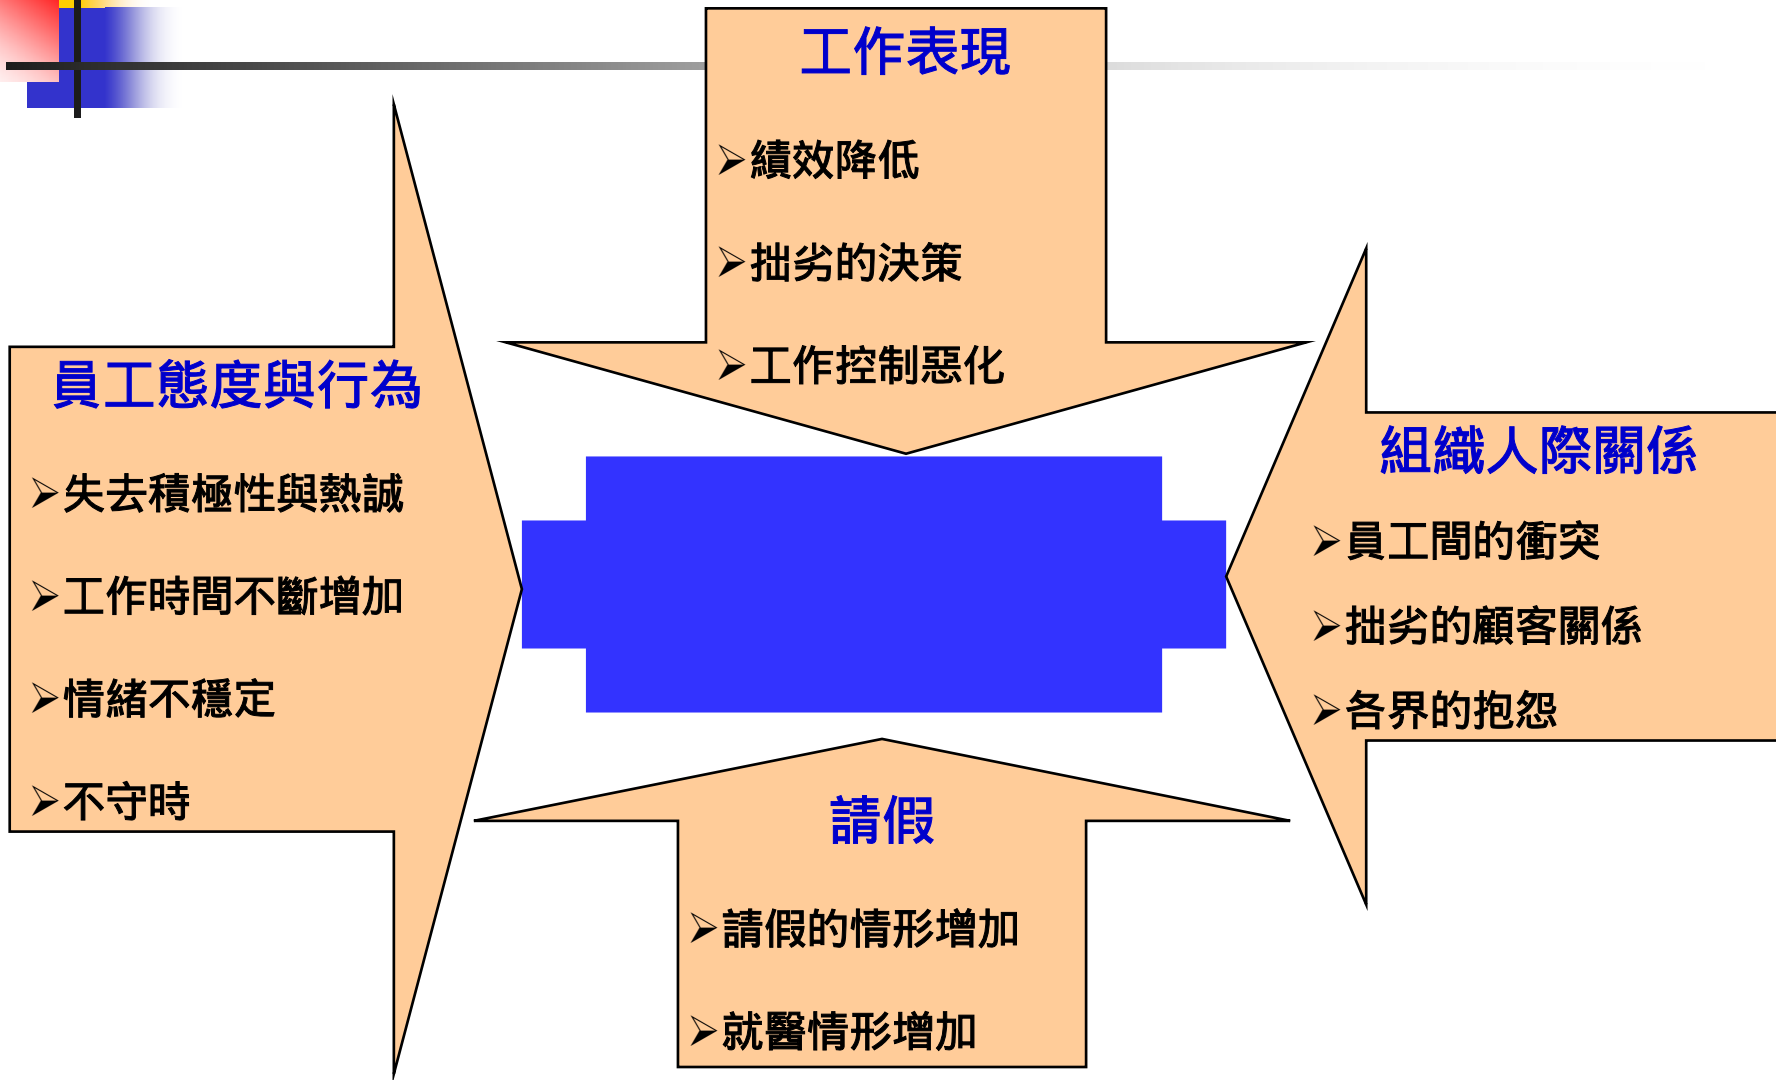 工作表現
➢績效降低
➢拙劣的決策
➢工作控制惡化
員工態度與行為
➢失去積極性與熱誠
➢工作時間不斷增加
➢情緒不穩定
➢不守時
組織人際關係
➢員工間的衝突
➢拙劣的顧客關係
➢各界的抱怨
請假
➢請假的情形增加
➢就醫情形增加